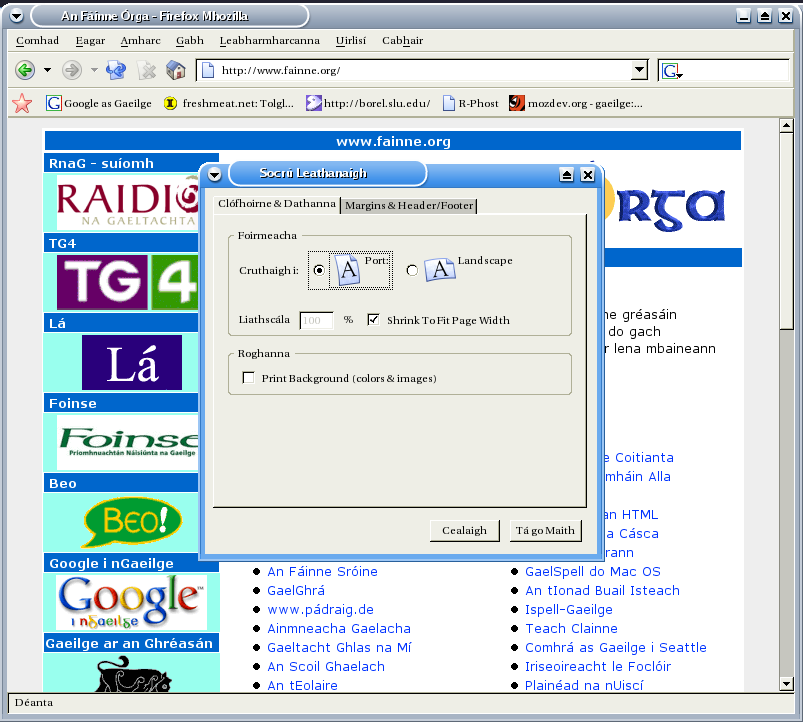 An Fáinne Órga - Firefox Mhozilla
Comhad Eagar Amharc Gabh Leabharmharcanna Uirlisí Cabhair
http://www.fainne.org/
G
Google as Gaeilge freshmeat.net: Tolgl... http://borel.slu.edu/ R-Phost mozdev.org - gaeilge:...
www.fainne.org
RnaG - suíomh
RAIDIÓ
NA GAELTACHTA
TG4
TG4
Lá
Lá
Foinse
Foinse
Príomhnuachtán Náisiúnta na Gaeilge
Beo
BEO!
Google i nGaeilge
Google™
i nGaeilge
Gaeilge ar an Ghréasán
Socrú Leathanaigh
Clófhoirne & Dathanna Margins & Header/Footer
Foirmeacha
Cruthaigh i: A Port: A Landscape
Liathscála 100 % Shrink To Fit Page Width
Roghanna
Print Background (colors & images)
Cealaigh Tá go Maith
Órga
ne gréasáin
do gach
r lena mbaineann
e Coitianta
mháin Alla
an HTML
a Cásca
rann
An Fáinne Sróine
GaelGhrá
www.pádraig.de
Ainmneacha Gaelacha
Gaeltacht Ghlas na Mí
An Scoil Ghaelach
An tEolaire
GaelSpell do Mac OS
An tIonad Buail Isteach
Ispell-Gaeilge
Teach Clainne
Comhrá as Gaeilge i Seattle
Iriseoireacht le Foclóir
Plainéad na nUiscí
Déanta